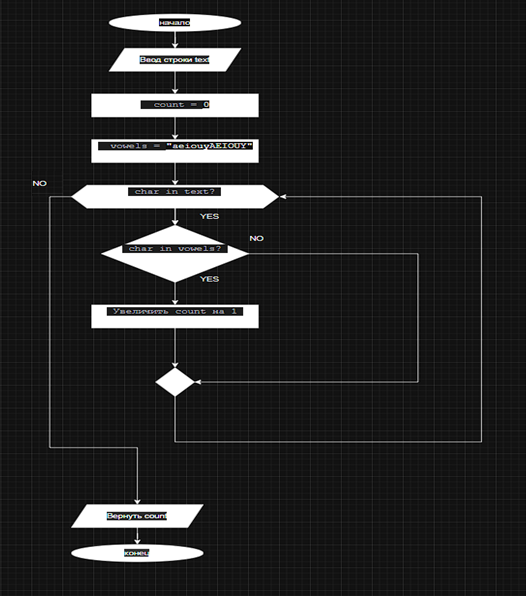 начало
Ввод строки text
count = 0
vowels = "aeiouyAEIOUY"
NO
char in text?
YES
NO
char in vowels?
YES
Увеличить count на 1
Вернуть count
конец